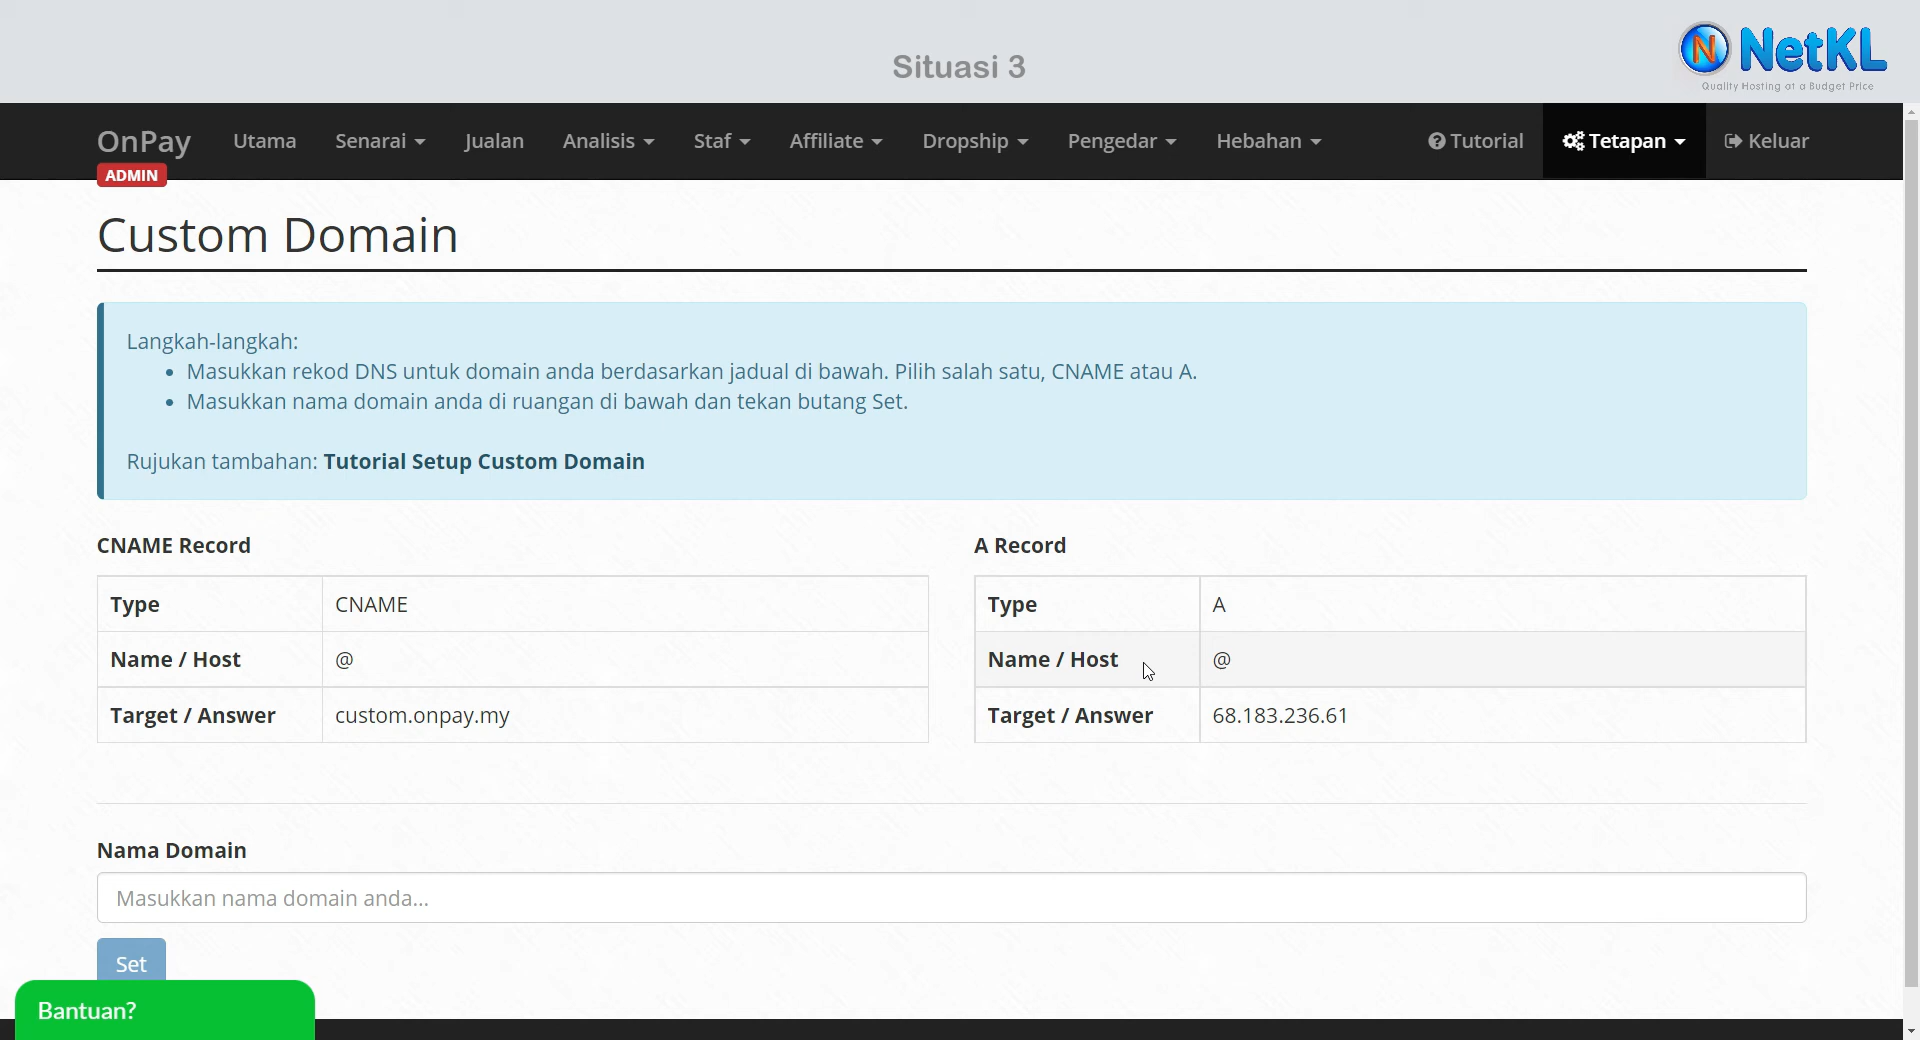 Situasi 3
NetKL
Quality Hosting at a Budget Price
OnPay Utama Senarai Jualan Analisis Staf Affiliate Dropship Pengedar Hebahan Tutorial Tetapan Keluar
ADMIN
Custom Domain
Langkah-langkah:
• Masukkan rekod DNS untuk domain anda berdasarkan jadual di bawah. Pilih salah satu, CNAME atau A.
• Masukkan nama domain anda di ruangan di bawah dan tekan butang Set.
Rujukan tambahan: Tutorial Setup Custom Domain
CNAME Record
Type CNAME
Name / Host @
Target / Answer custom.onpay.my
A Record
Type A
Name / Host @
Target / Answer 68.183.236.61
Nama Domain
Masukkan nama domain anda...
Set
Bantuan?